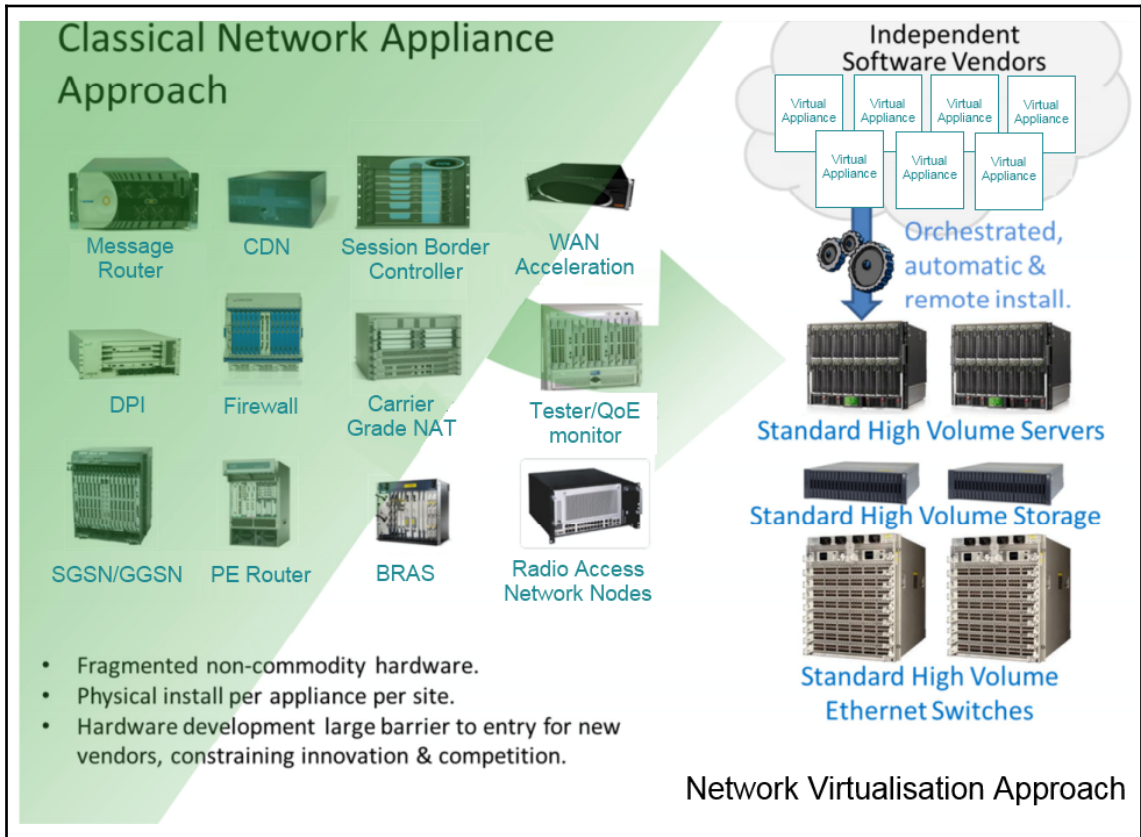 Classical Network Appliance
Approach
Message
Router
CDN
Session Border
Controller
WAN
Acceleration
DPI
Firewall
Carrier
Grade NAT
Tester/QoE
monitor
SGSN/GGSN
PE Router
BRAS
Radio Access
Network Nodes
• Fragmented non-commodity hardware.
• Physical install per appliance per site.
• Hardware development large barrier to entry for new
vendors, constraining innovation & competition.
Independent
Software Vendors
Virtual
Appliance
Virtual
Appliance
Virtual
Appliance
Virtual
Appliance
Virtual
Appliance
Virtual
Appliance
Virtual
Appliance
Orchestrated,
automatic &
remote install.
Standard High Volume Servers
Standard High Volume Storage
Standard High Volume
Ethernet Switches
Network Virtualisation Approach